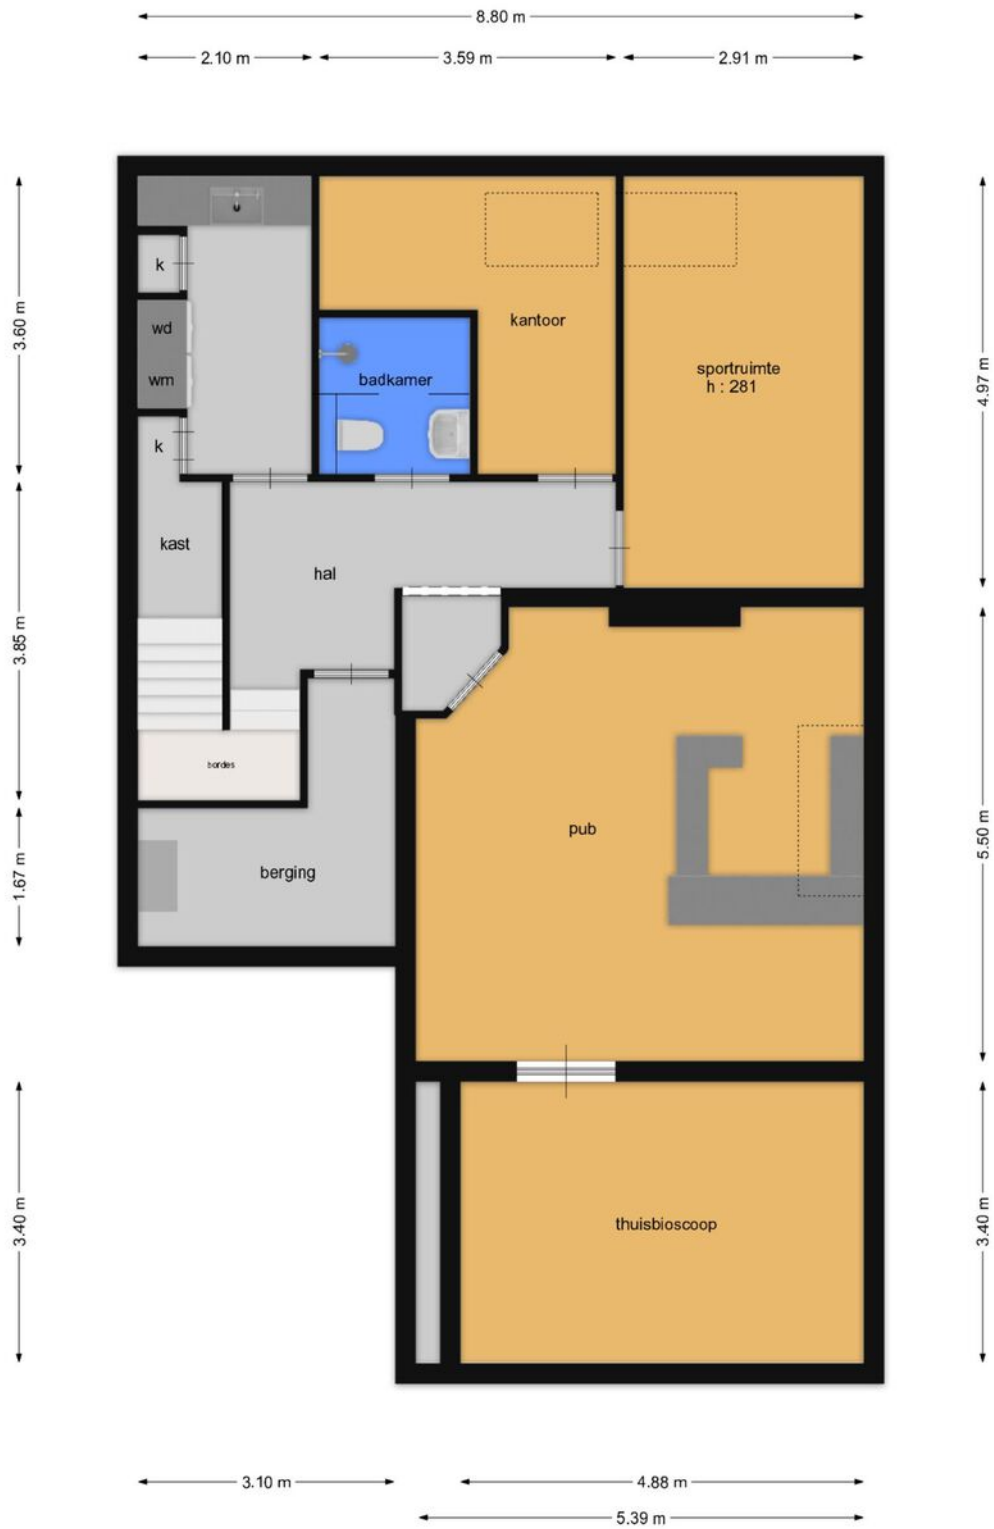 8.80 m
2.10 m
3.59 m
2.91 m
3.60 m
3.85 m
1.67 m
3.40 m
4.97 m
5.50 m
3.40 m
k
wd
wm
k
kast
badkamer
kantoor
sportruimte
h : 281
hal
bordes
berging
pub
thuisbioscoop
3.10 m
4.88 m
5.39 m